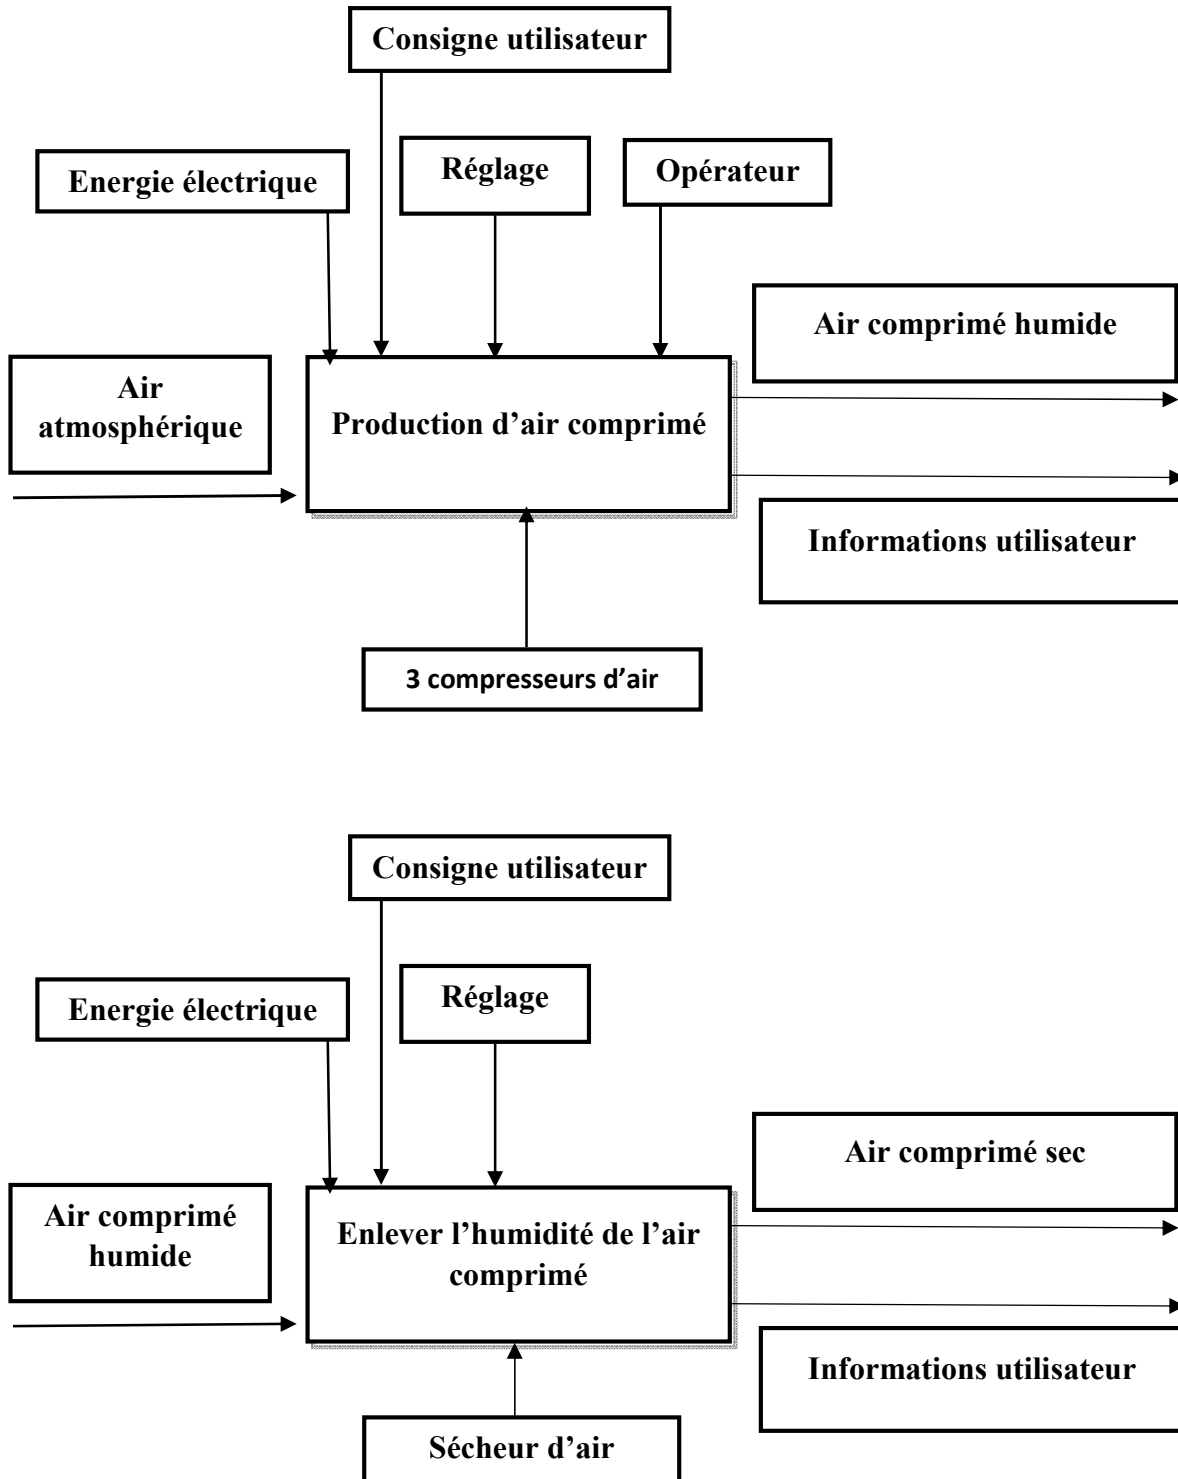 Consigne utilisateur
Energie électrique
Réglage
Opérateur
Air comprimé humide
Air
atmosphérique
Production d’air comprimé
Informations utilisateur
3 compresseurs d’air
Consigne utilisateur
Energie électrique
Réglage
Air comprimé sec
Air comprimé
humide
Enlever l’humidité de l’air
comprimé
Informations utilisateur
Sécheur d’air